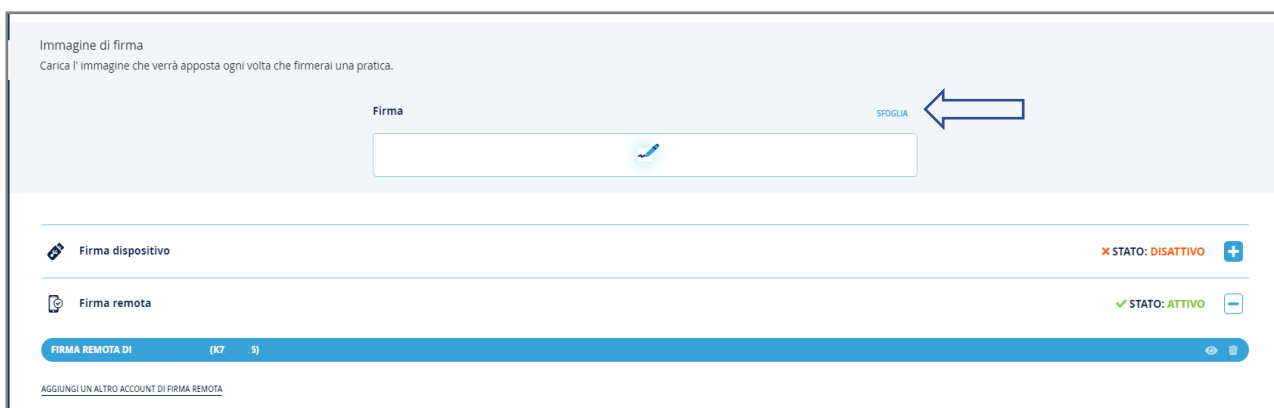 Immagine di firma
Carica l' immagine che verrà apposta ogni volta che firmerai una pratica.
Firma SFOGLIA
Firma dispositivo STATO: DISATTIVO
Firma remota STATO: ATTIVO
FIRMA REMOTA DI (K7 S)
AGGIUNGI UN ALTRO ACCOUNT DI FIRMA REMOTA